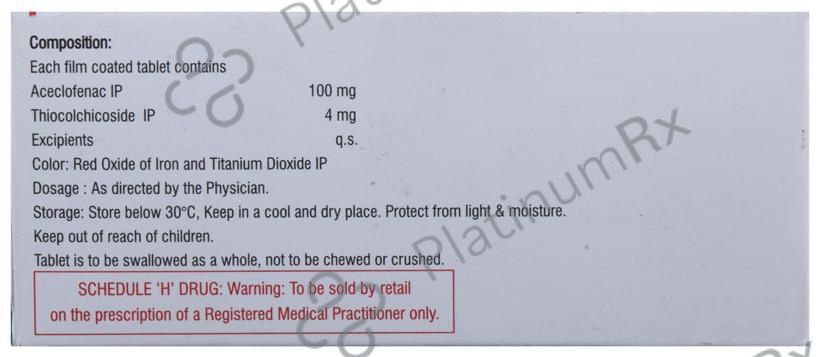 Composition:
Each film coated tablet contains
Aceclofenac IP 100 mg
Thiocolchicoside IP 4 mg
Excipients q.s.
Color: Red Oxide of Iron and Titanium Dioxide IP
Dosage : As directed by the Physician.
Storage: Store below 30°C, Keep in a cool and dry place. Protect from light & moisture.
Keep out of reach of children.
Tablet is to be swallowed as a whole, not to be chewed or crushed.
SCHEDULE 'H' DRUG: Warning: To be sold by retail
on the prescription of a Registered Medical Practitioner only.
PlatinumRx